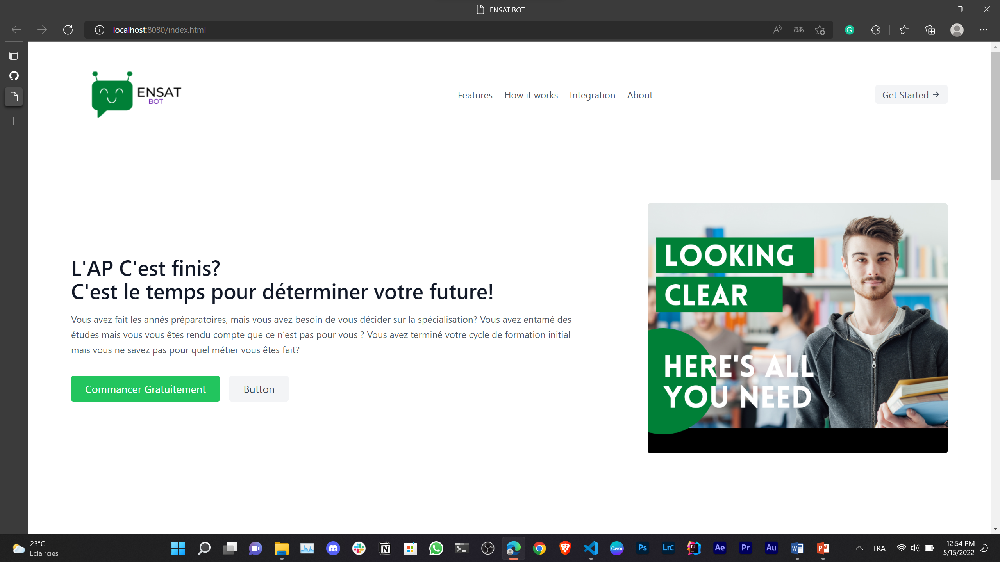 ENSAT BOT
localhost:8080/index.html
ENSAT
BOT
Features How it works Integration About
Get Started →
L'AP C'est finis?
C'est le temps pour déterminer votre future!
Vous avez fait les annés préparatoires, mais vous avez besoin de vous décider sur la spécialisation? Vous avez entamé des
études mais vous vous êtes rendu compte que ce n’est pas pour vous ? Vous avez terminé votre cycle de formation initial
mais vous ne savez pas pour quel métier vous êtes fait?
Commancer Gratuitement
Button
LOOKING
CLEAR
HERE'S ALL
YOU NEED
23°C
Eclaircies
Canva
Ps
LrC
IJ
Ae
Pr
Au
W
P
FRA
12:54 PM
5/15/2022